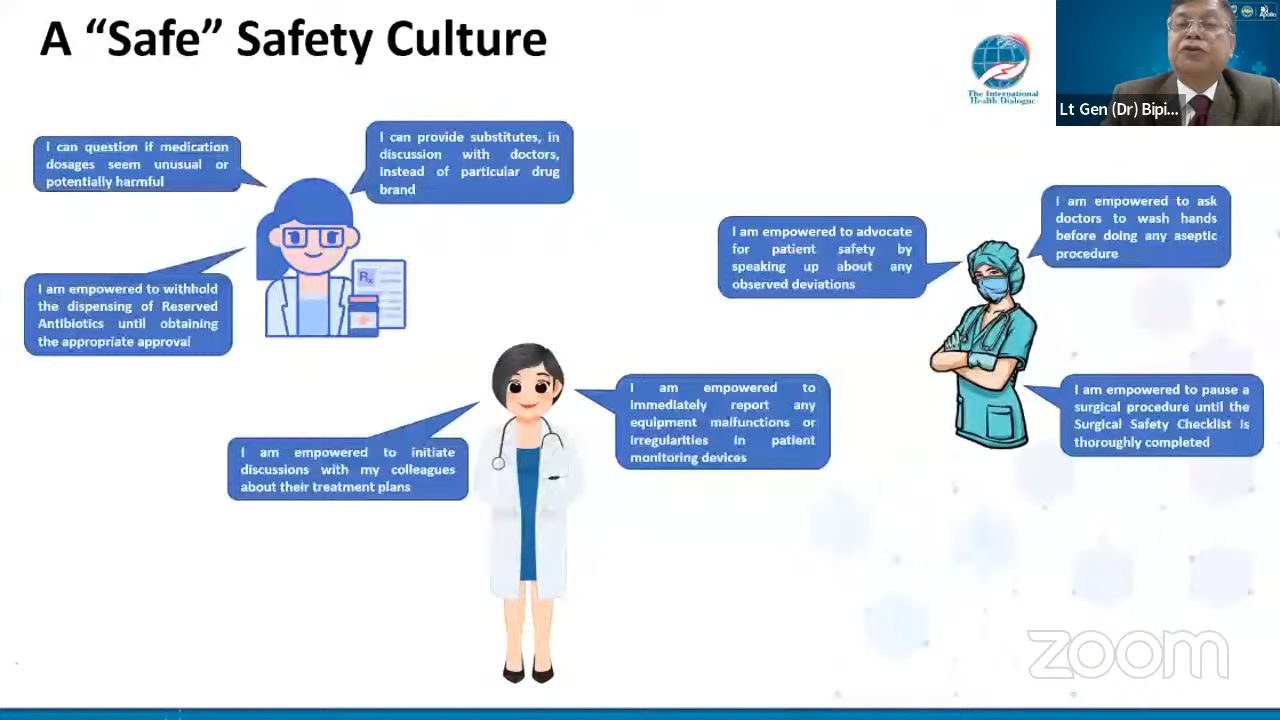 A “Safe” Safety Culture
The International
Health Dialogue
Apollo
Lt Gen (Dr) Bipi...
I can question if medication
dosages seem unusual or
potentially harmful
I can provide substitutes, in
discussion with doctors,
instead of particular drug
brand
I am empowered to withhold
the dispensing of Reserved
Antibiotics until obtaining
the appropriate approval
Rx
I am empowered to initiate
discussions with my colleagues
about their treatment plans
I am empowered to
immediately report any
equipment malfunctions or
irregularities in patient
monitoring devices
I am empowered to advocate
for patient safety by
speaking up about any
observed deviations
I am empowered to ask
doctors to wash hands
before doing any aseptic
procedure
I am empowered to pause a
surgical procedure until the
Surgical Safety Checklist is
thoroughly completed
zoom